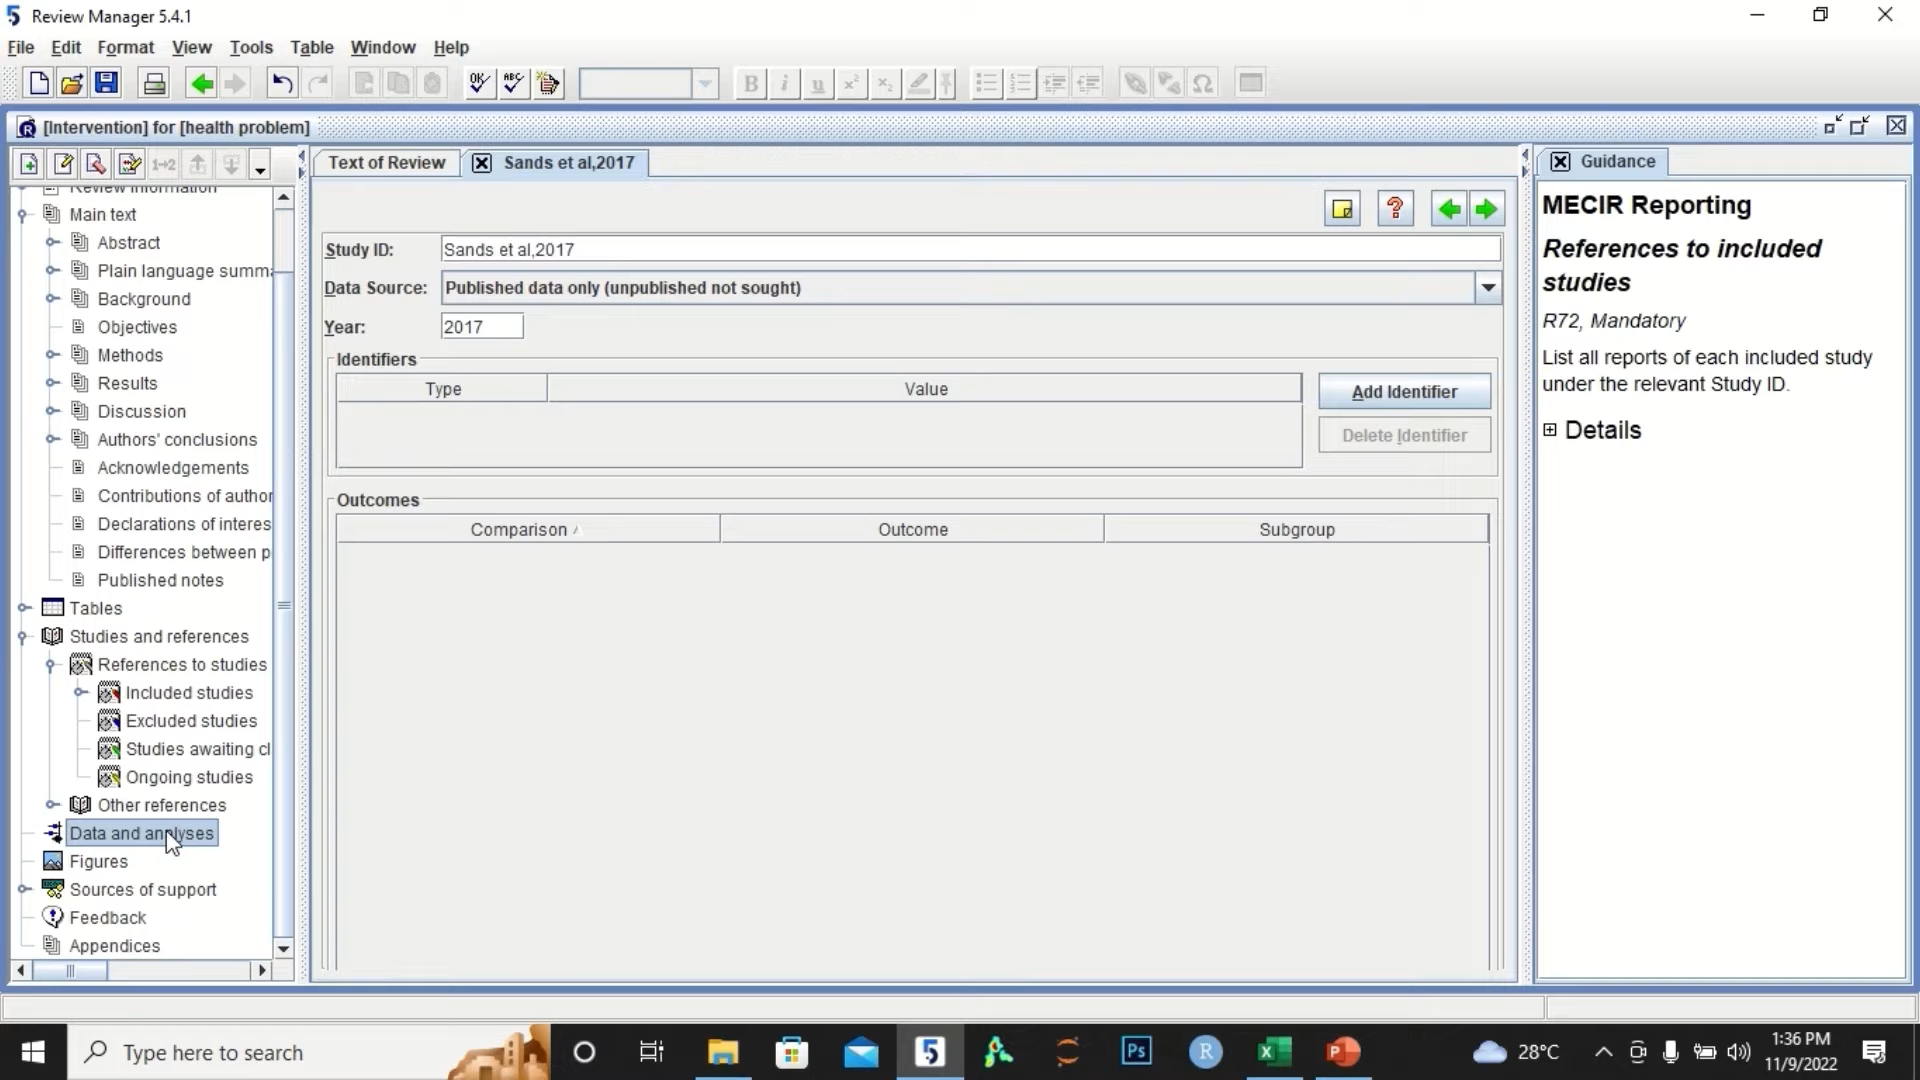 Review Manager 5.4.1
File Edit Format View Tools Table Window Help
[Intervention] for [health problem]
Review information
Main text
Abstract
Plain language summa
Background
Objectives
Methods
Results
Discussion
Authors' conclusions
Acknowledgements
Contributions of author
Declarations of interes
Differences between p
Published notes
Tables
Studies and references
References to studies
Included studies
Excluded studies
Studies awaiting cl
Ongoing studies
Other references
Data and analyses
Figures
Sources of support
Feedback
Appendices
Text of Review Sands et al,2017
Study ID: Sands et al,2017
Data Source: Published data only (unpublished not sought)
Year: 2017
Identifiers
Type Value
Add Identifier
Delete Identifier
Outcomes
Comparison Outcome Subgroup
Guidance
MECIR Reporting
References to included
studies
R72, Mandatory
List all reports of each included study
under the relevant Study ID.
Details
Type here to search
28°C
1:36 PM
11/9/2022